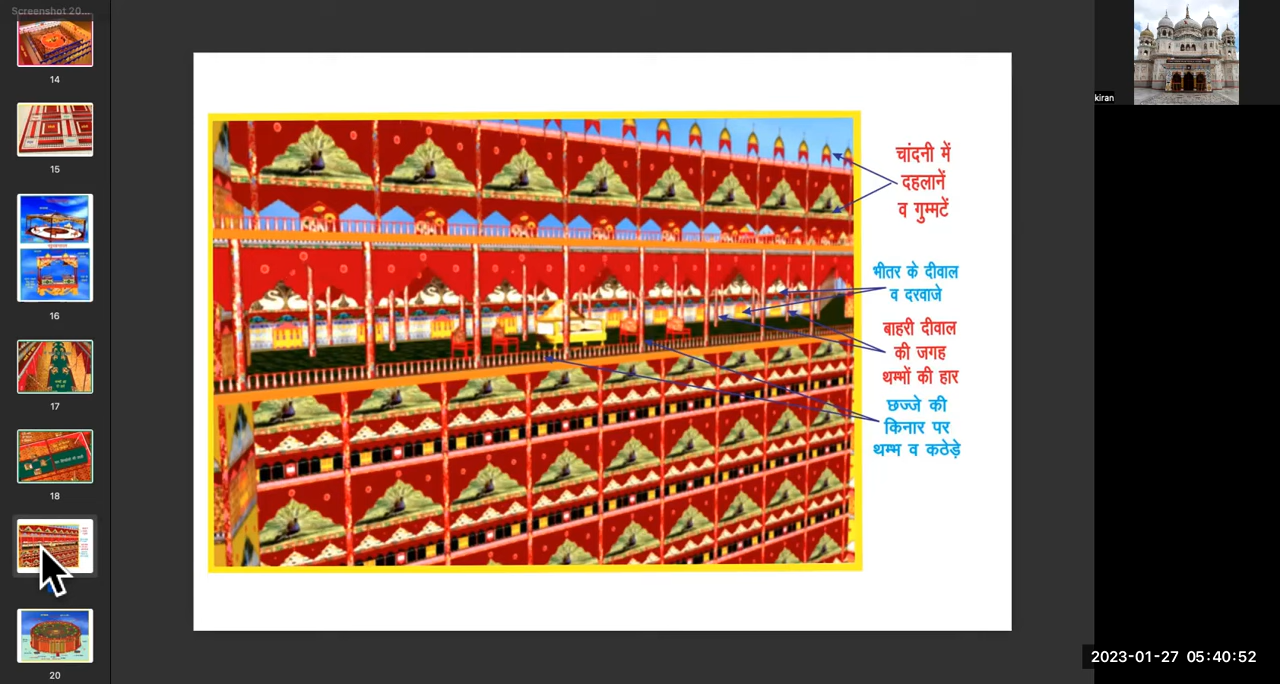 Screenshot 20...
14
15
16
17
18
20
चांदनी में
दहलानें
व गुम्मटें
भीतर के दीवाल
व दरवाजे
बाहरी दीवाल
की जगह
थम्भों की हार
छज्जे की
किनार पर
थम्भ व कठेड़े
kiran
2023-01-27 05:40:52